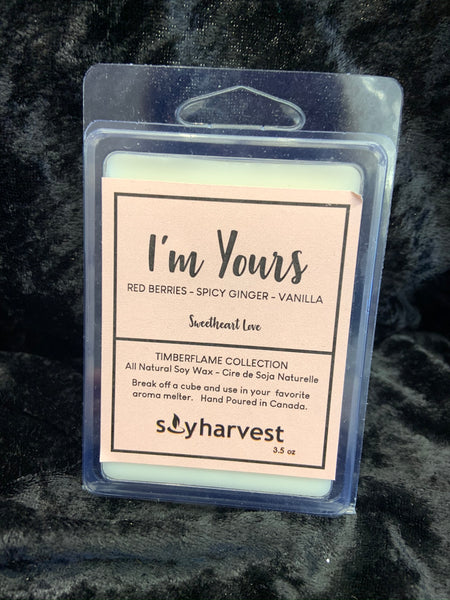 I'm Yours
RED BERRIES - SPICY GINGER - VANILLA
Sweetheart Love
TIMBERFLAME COLLECTION
All Natural Soy Wax - Cire de Soja Naturelle
Break off a cube and use in your favorite
aroma melter. Hand Poured in Canada.
soyharvest
3.5 oz